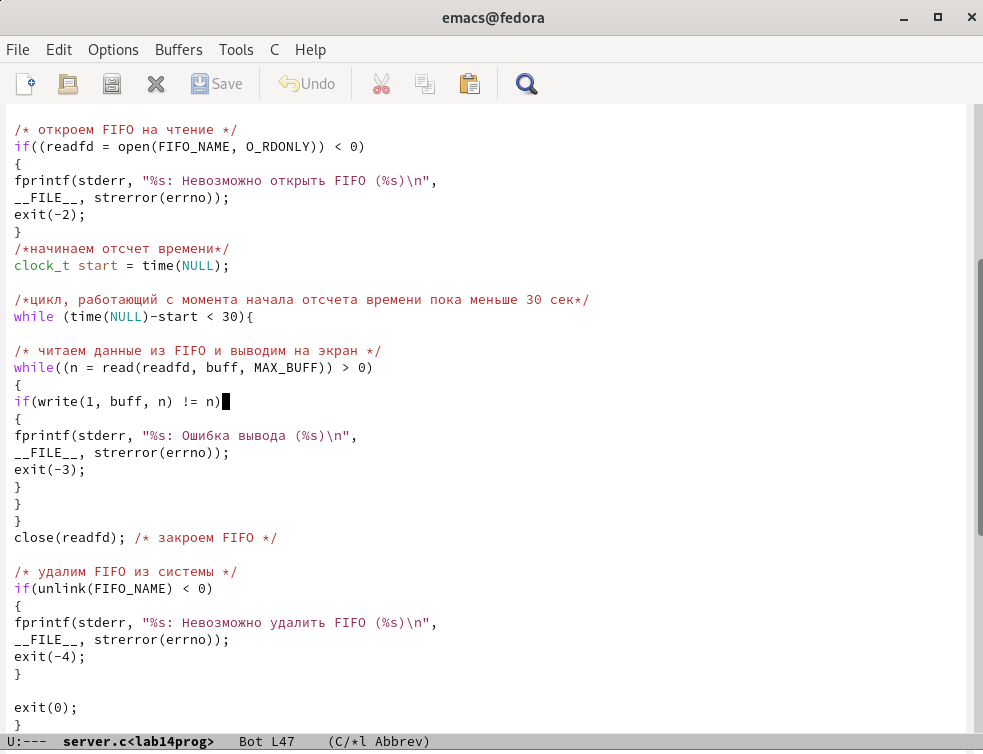 emacs@fedora
File Edit Options Buffers Tools C Help
Save Undo
/* откроем FIFO на чтение */
if((readfd = open(FIFO_NAME, O_RDONLY)) < 0)
{
fprintf(stderr, "%s: Невозможно открыть FIFO (%s)\n",
__FILE__, strerror(errno));
exit(-2);
}
/*начинаем отсчет времени*/
clock_t start = time(NULL);
/*цикл, работающий с момента начала отсчета времени пока меньше 30 сек*/
while (time(NULL)-start < 30){
/* читаем данные из FIFO и выводим на экран */
while((n = read(readfd, buff, MAX_BUFF)) > 0)
{
if(write(1, buff, n) != n)
{
fprintf(stderr, "%s: Ошибка вывода (%s)\n",
__FILE__, strerror(errno));
exit(-3);
}
}
}
close(readfd); /* закроем FIFO */
/* удалим FIFO из системы */
if(unlink(FIFO_NAME) < 0)
{
fprintf(stderr, "%s: Невозможно удалить FIFO (%s)\n",
__FILE__, strerror(errno));
exit(-4);
}
exit(0);
}
U:--- server.c<lab14prog> Bot L47 (C/*l Abbrev)